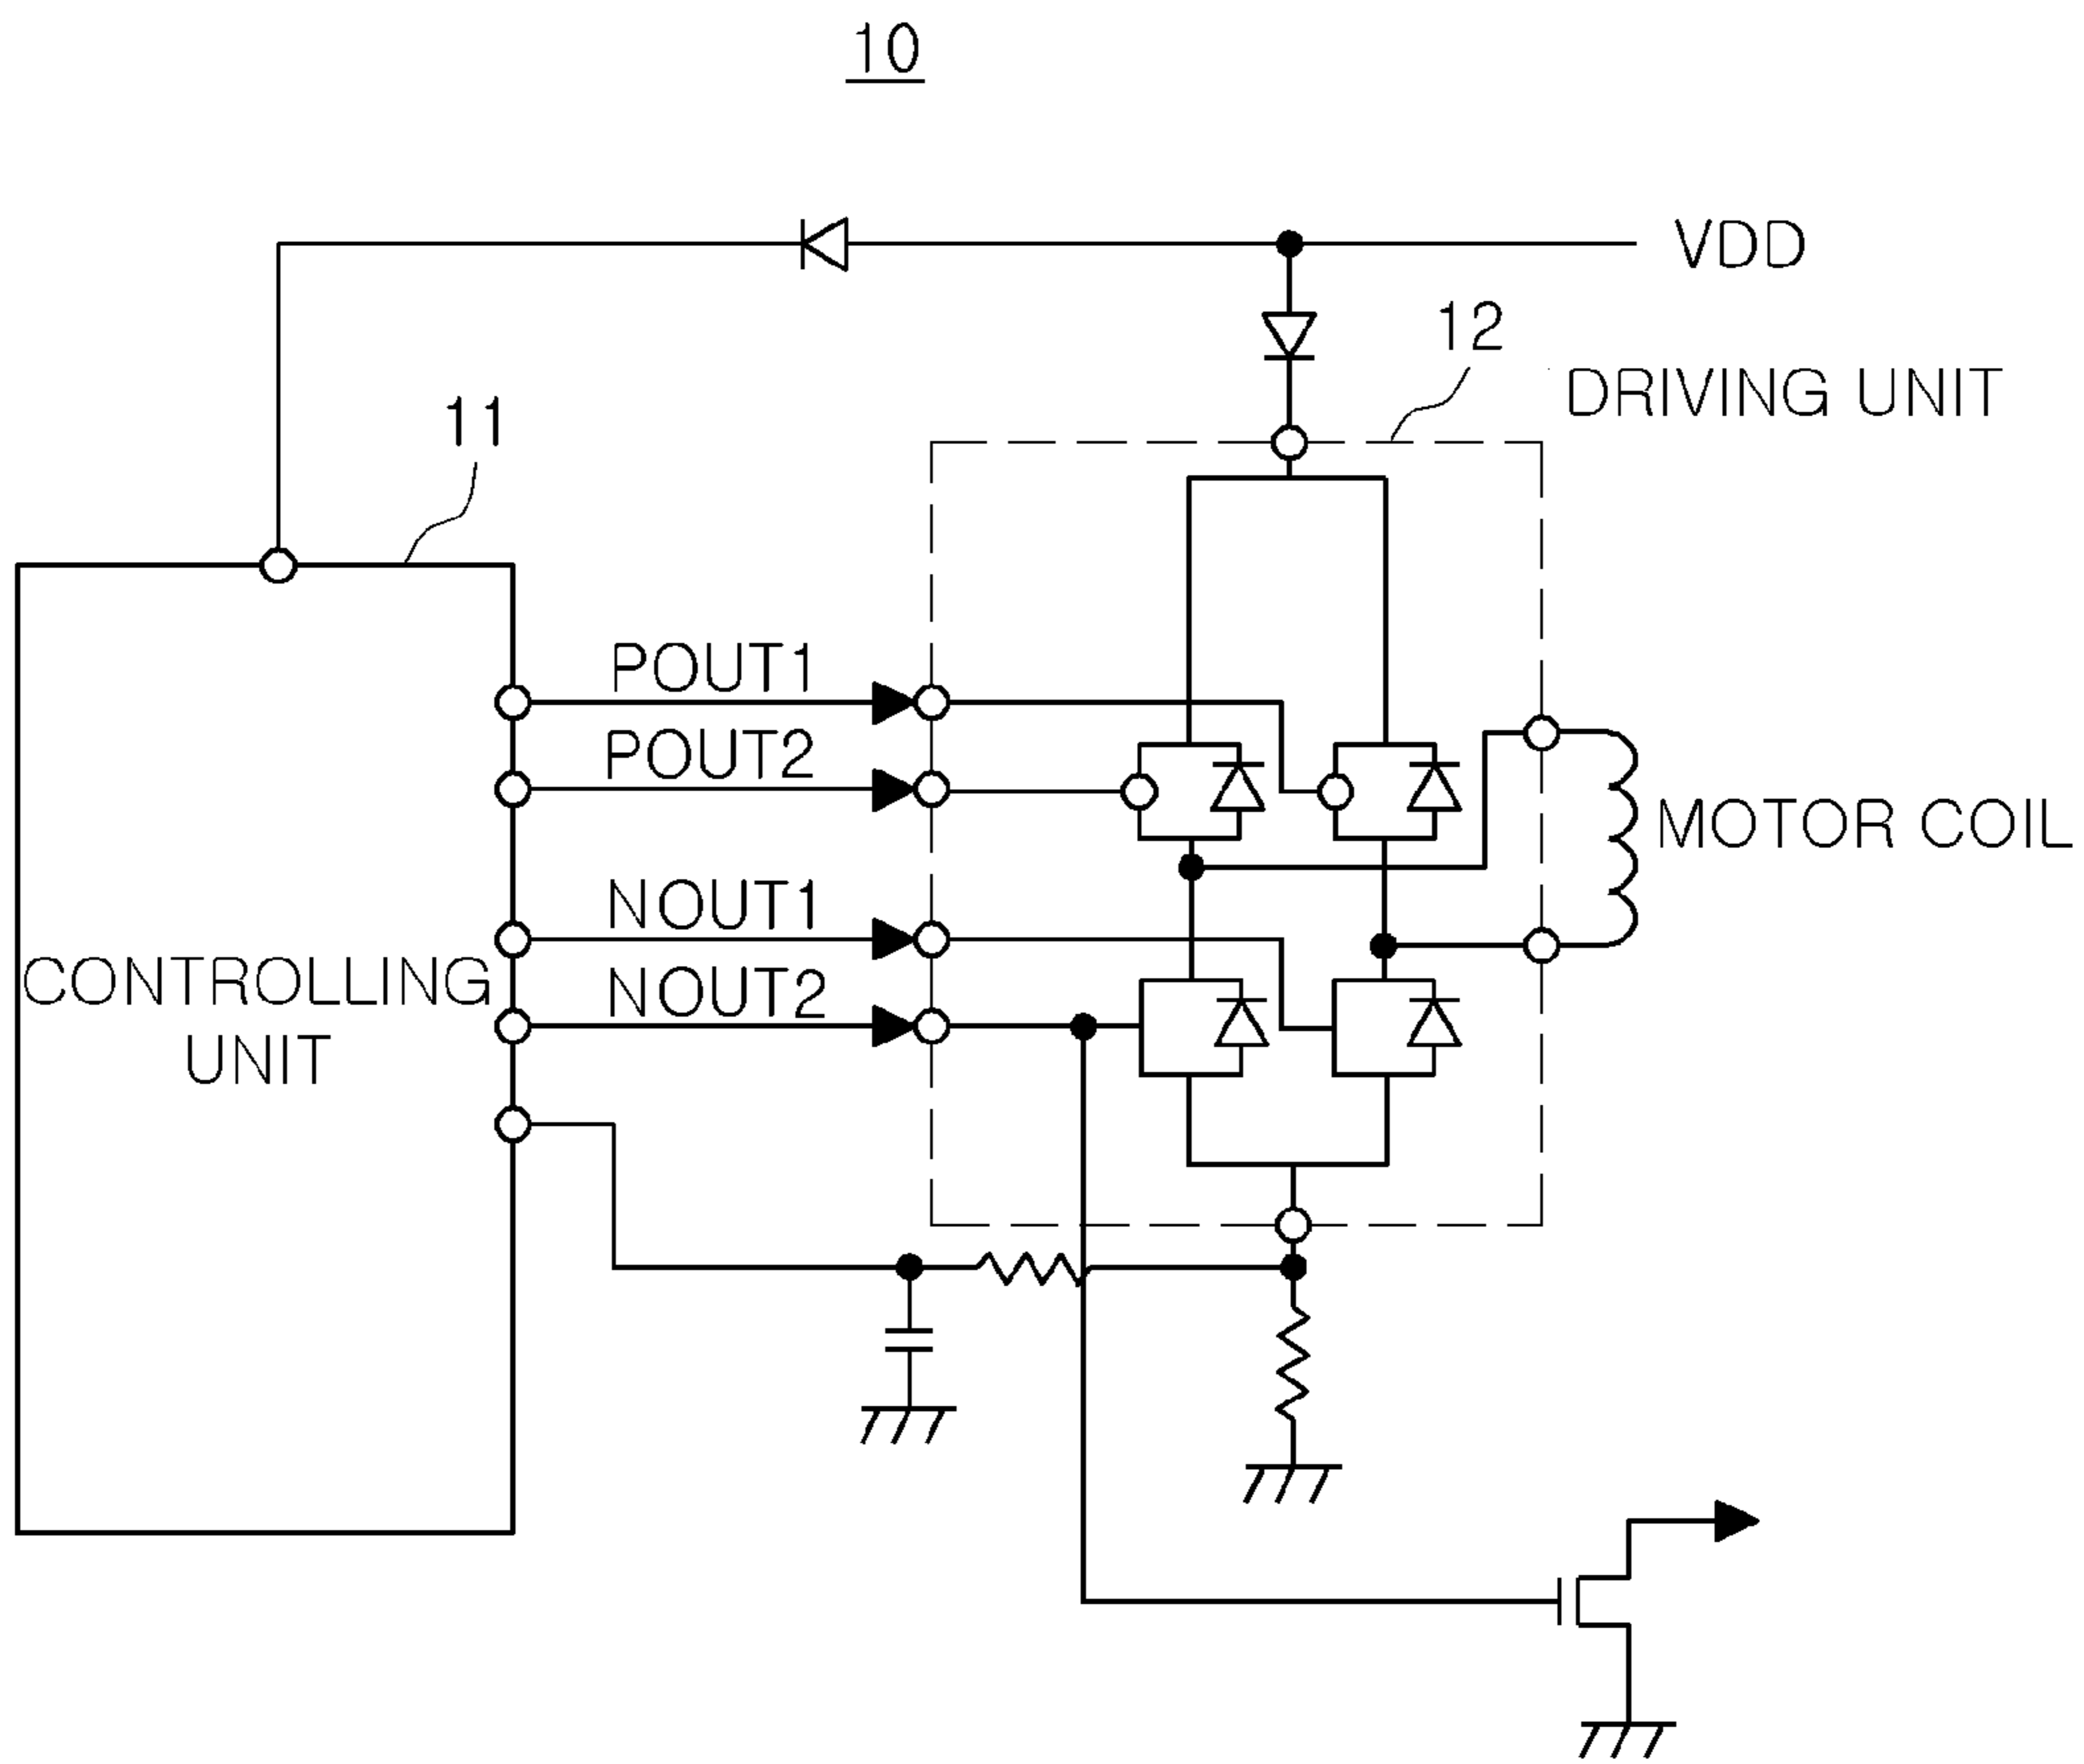 10
VDD
12
DRIVING UNIT
11
POUT1
POUT2
MOTOR COIL
NOUT1
NOUT2
CONTROLLING
UNIT